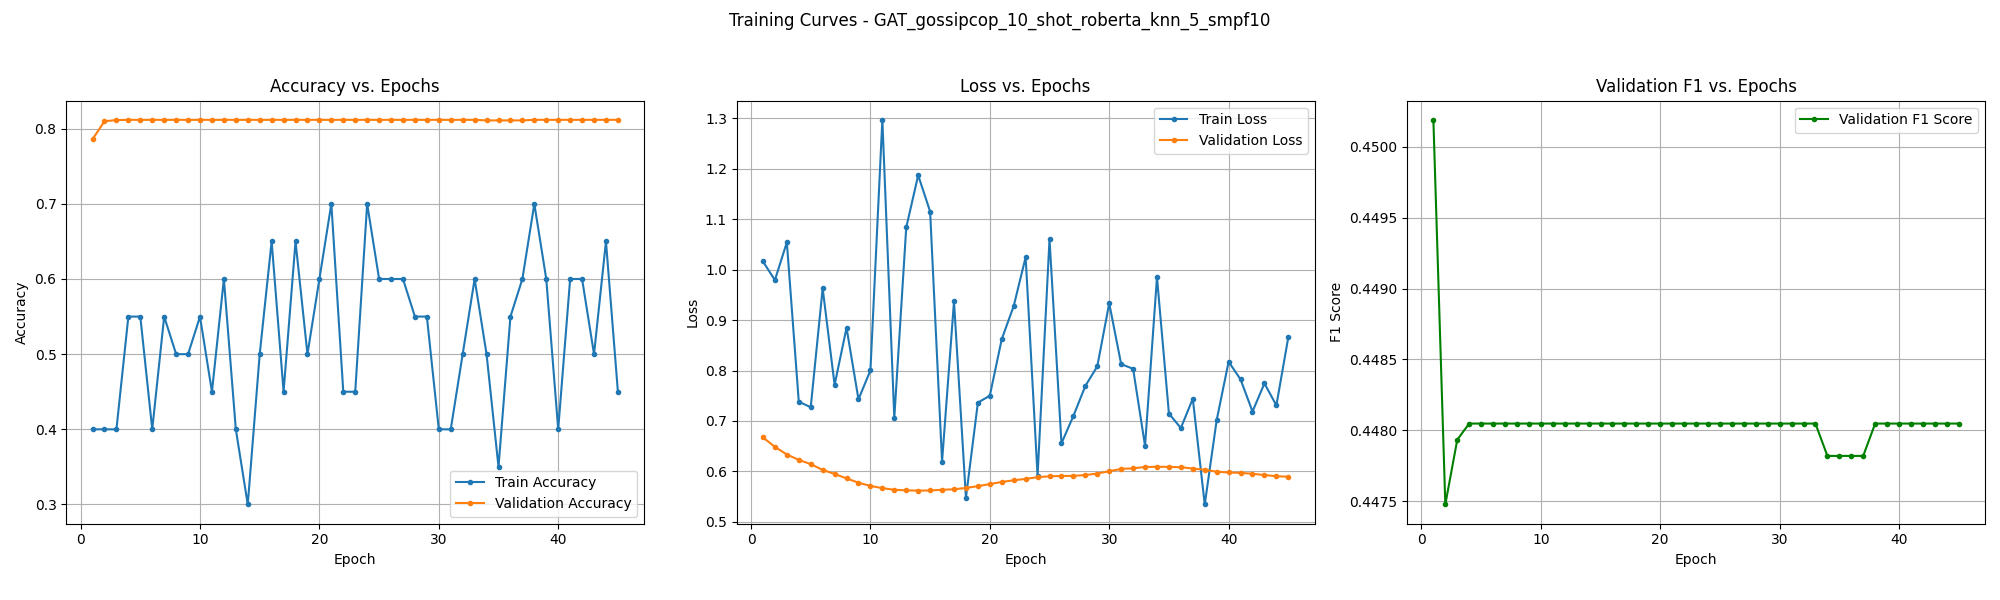 Training Curves - GAT_gossipcop_10_shot_roberta_knn_5_smpf10
Accuracy vs. Epochs
Accuracy
0.8
0.7
0.6
0.5
0.4
0.3
0 10 20 30 40
Epoch
Train Accuracy
Validation Accuracy
Loss vs. Epochs
Loss
1.3
1.2
1.1
1.0
0.9
0.8
0.7
0.6
0.5
0 10 20 30 40
Epoch
Train Loss
Validation Loss
Validation F1 vs. Epochs
F1 Score
0.4500
0.4495
0.4490
0.4485
0.4480
0.4475
0 10 20 30 40
Epoch
Validation F1 Score